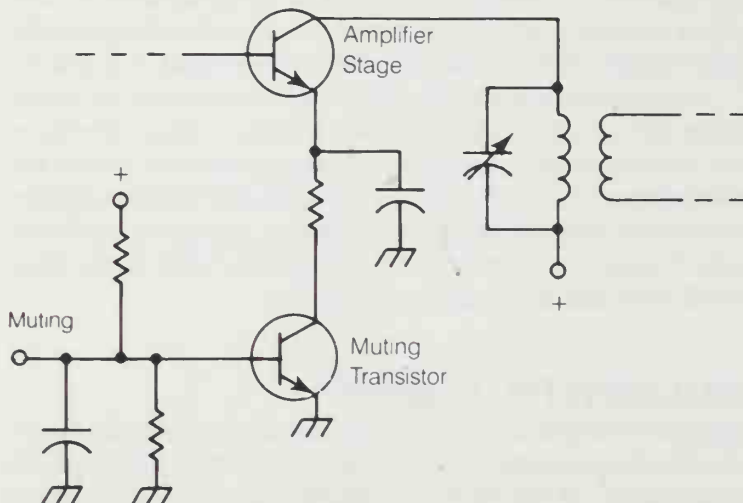 Amplifier
Stage
+
+
Muting
Muting
Transistor